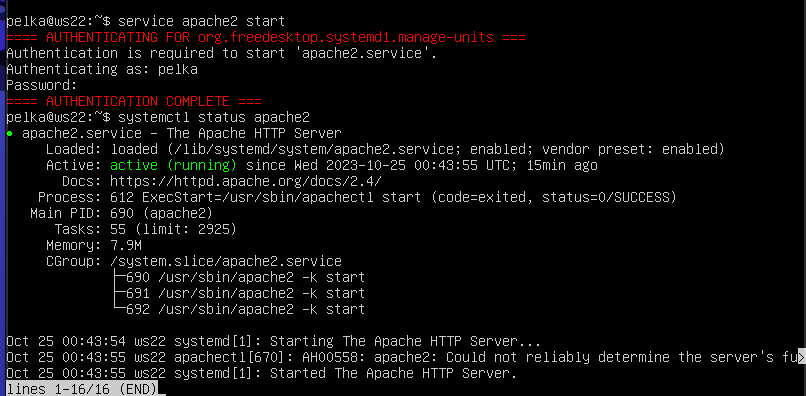 pelka@ws22:~$ service apache2 start
==== AUTHENTICATING FOR org.freedesktop.systemd1.manage-units ===
Authentication is required to start 'apache2.service'.
Authenticating as: pelka
Password:
==== AUTHENTICATION COMPLETE ===
pelka@ws22:~$ systemctl status apache2
● apache2.service - The Apache HTTP Server
     Loaded: loaded (/lib/systemd/system/apache2.service; enabled; vendor preset: enabled)
     Active: active (running) since Wed 2023-10-25 00:43:55 UTC; 15min ago
       Docs: https://httpd.apache.org/docs/2.4/
    Process: 612 ExecStart=/usr/sbin/apachectl start (code=exited, status=0/SUCCESS)
   Main PID: 690 (apache2)
      Tasks: 55 (limit: 2925)
     Memory: 7.9M
     CGroup: /system.slice/apache2.service
             ├─690 /usr/sbin/apache2 -k start
             ├─691 /usr/sbin/apache2 -k start
             └─692 /usr/sbin/apache2 -k start
Oct 25 00:43:54 ws22 systemd[1]: Starting The Apache HTTP Server...
Oct 25 00:43:55 ws22 apachectl[670]: AH00558: apache2: Could not reliably determine the server's fu>
Oct 25 00:43:55 ws22 systemd[1]: Started The Apache HTTP Server.
lines 1-16/16 (END)